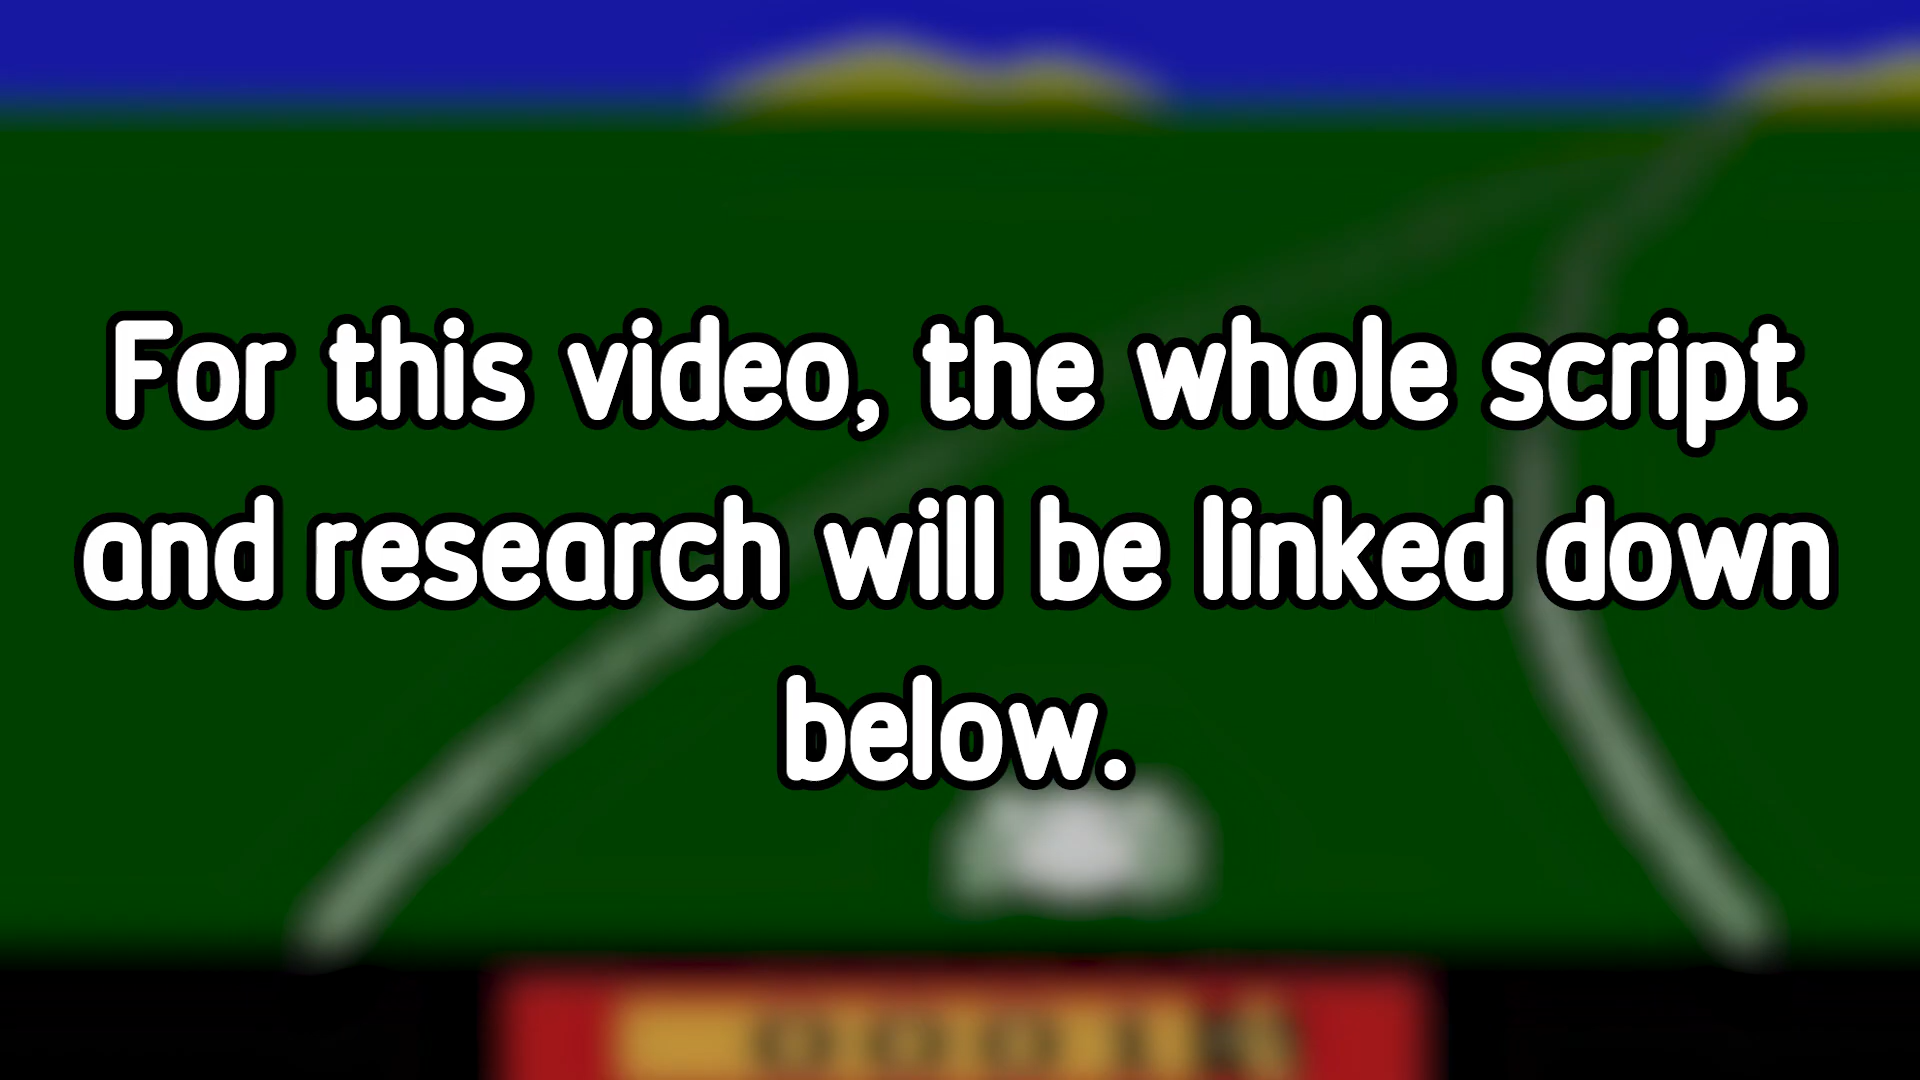 For this video, the whole script
and research will be linked down
below.